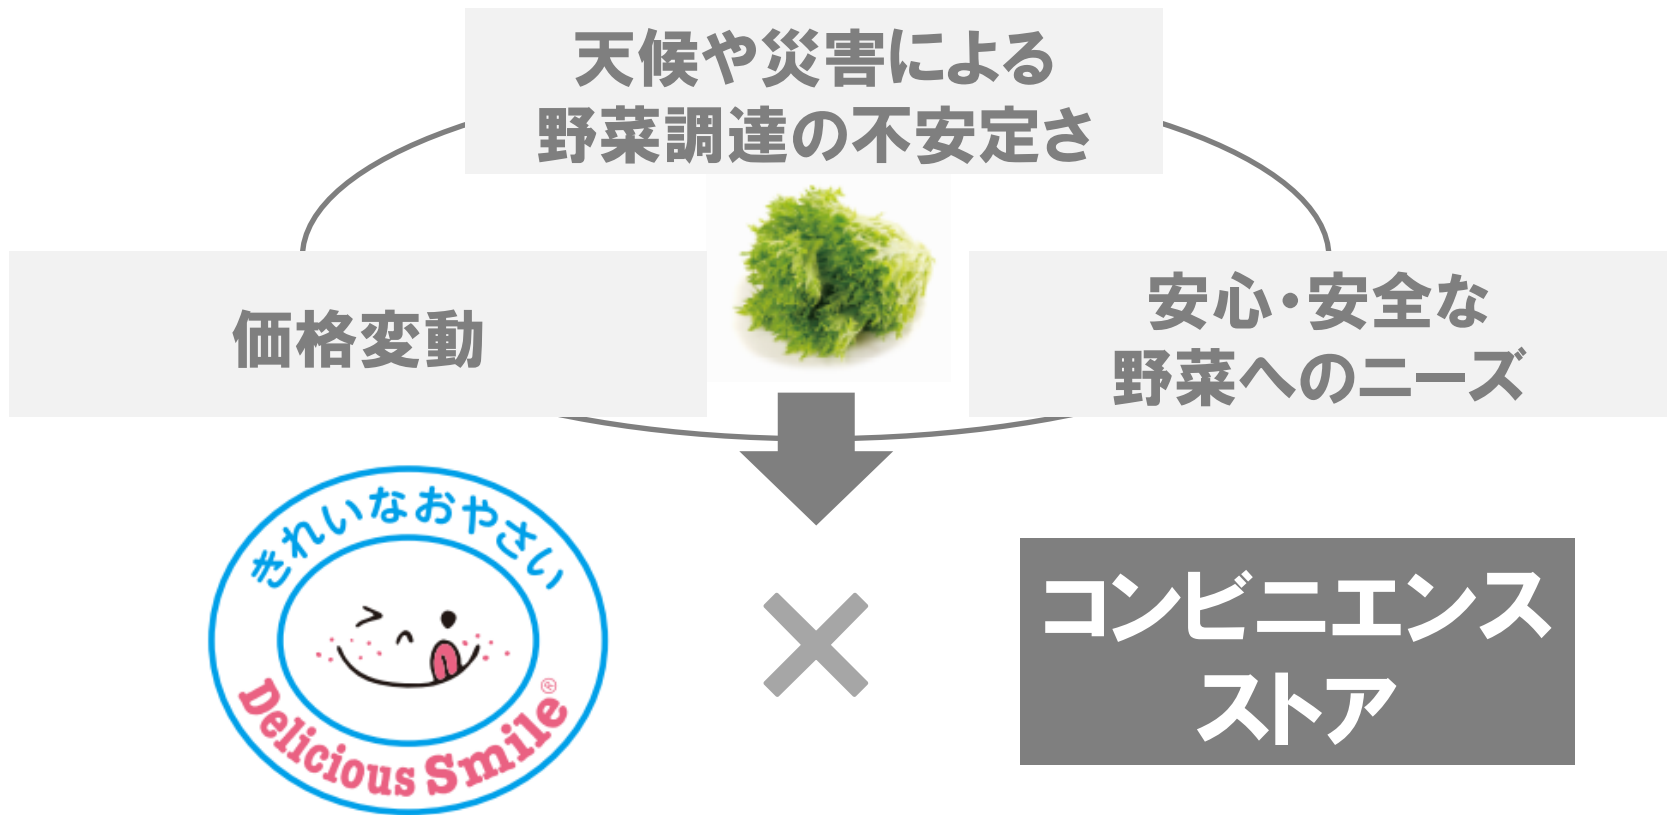 天候や災害による
野菜調達の不安定さ
価格変動
安心・安全な
野菜へのニーズ
きれいなおやさい
Delicious Smile®
コンビニエンス
ストア